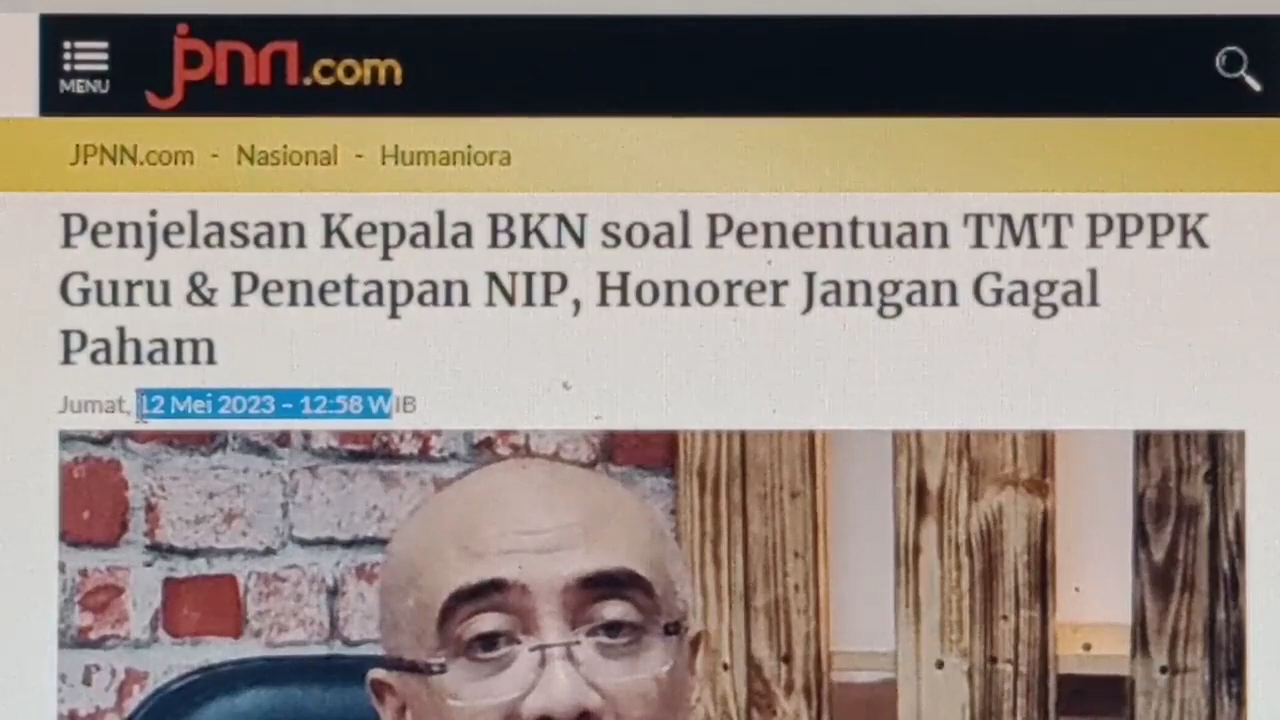 MENU
jpnn.com
JPNN.com - Nasional - Humaniora
Penjelasan Kepala BKN soal Penentuan TMT PPPK
Guru & Penetapan NIP, Honorer Jangan Gagal
Paham
Jumat, 12 Mei 2023 – 12:58 WIB